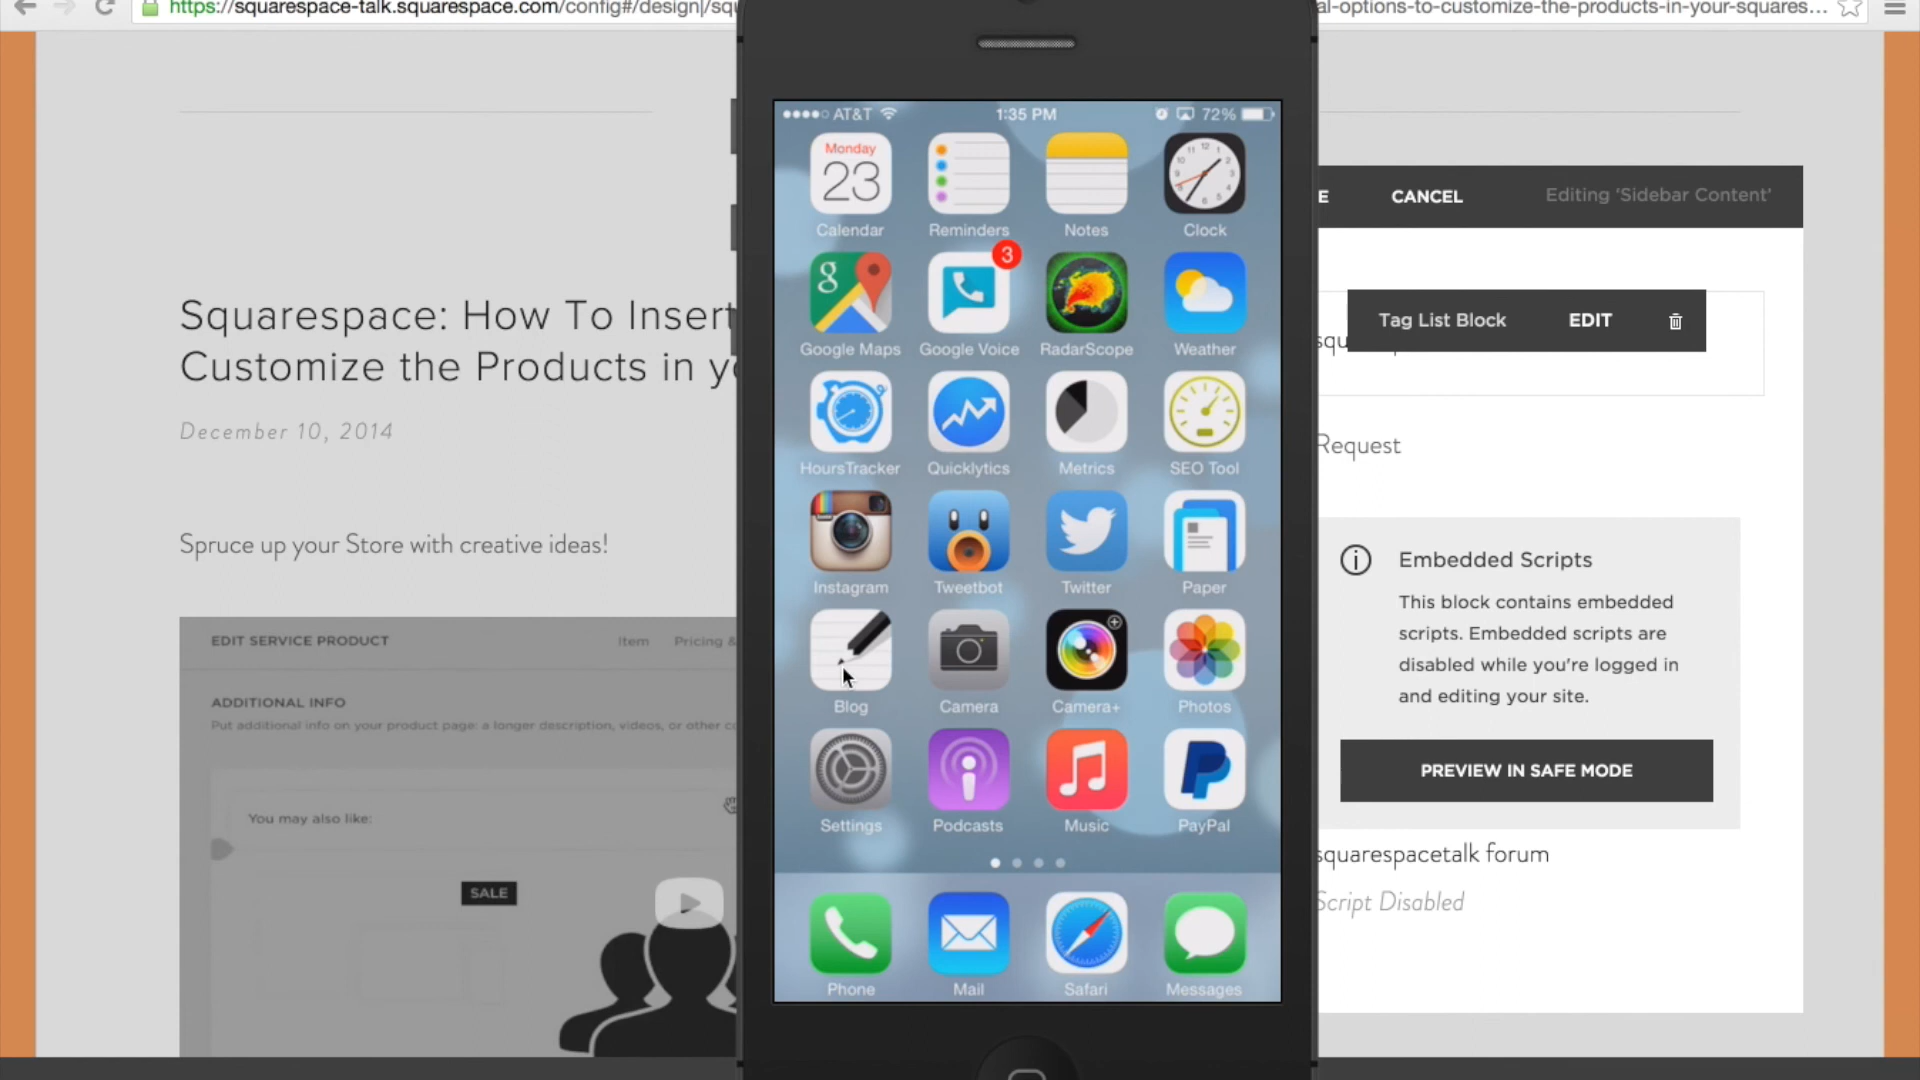 https://squarespace-talk.squarespace.com/config#/design|/squ
al-options-to-customize-the-products-in-your-squares...
Squarespace: How To Insert
Customize the Products in yo
December 10, 2014
Spruce up your Store with creative ideas!
EDIT SERVICE PRODUCT
Item
Pricing &
ADDITIONAL INFO
Put additional info on your product page: a longer description, videos, or other co
You may also like:
SALE
AT&T
1:35 PM
72%
Monday
23
Calendar
Reminders
Notes
Clock
3
Google Maps
Google Voice
RadarScope
Weather
HoursTracker
Quicklytics
Metrics
SEO Tool
Instagram
Tweetbot
Twitter
Paper
Blog
Camera
Camera+
Photos
Settings
Podcasts
Music
PayPal
Phone
Mail
Safari
Messages
E
CANCEL
Editing 'Sidebar Content'
Tag List Block
EDIT
squ
Request
Embedded Scripts
This block contains embedded
scripts. Embedded scripts are
disabled while you're logged in
and editing your site.
PREVIEW IN SAFE MODE
squarespacetalk forum
Script Disabled